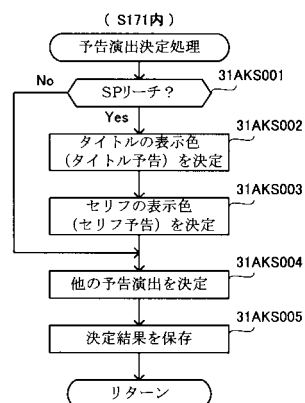 ( S171内 )
予告演出決定処理
No
SPリーチ?
31AKS001
Yes
31AKS002
タイトルの表示色
(タイトル予告)を決定
31AKS003
セリフの表示色
(セリフ予告)を決定
31AKS004
他の予告演出を決定
31AKS005
決定結果を保存
リターン